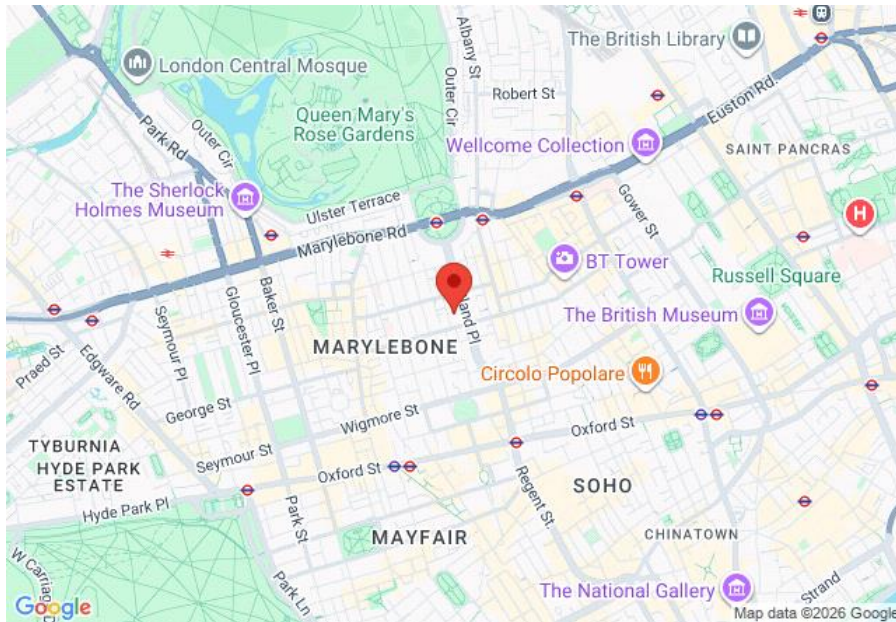 The British Library
London Central Mosque
Albany St
Outer Cir
Robert St
Euston Rd.
Queen Mary's
Rose Gardens
Park Rd
Outer Cir
Wellcome Collection
SAINT PANCRAS
The Sherlock
Holmes Museum
Ulster Terrace
Gower St
H
Marylebone Rd
BT Tower
Russell Square
Baker St
Gloucester Pl
Seymour Pl
land Pl
The British Museum
MARYLEBONE
Praed St
Edgware Rd
Circolo Popolare
George St
Wigmore St
Oxford St
TYBURNIA
HYDE PARK
ESTATE
Seymour St
Oxford St
Regent St.
SOHO
Hyde Park Pl
Park St
MAYFAIR
CHINATOWN
W Carriag
Park Ln
The National Gallery
Strand
Google
Map data ©2026 Google